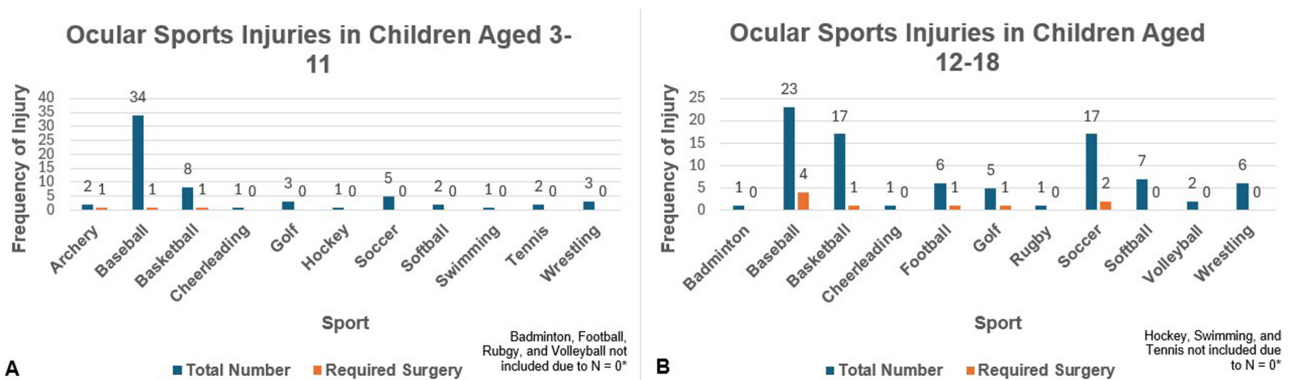 Ocular Sports Injuries in Children Aged 3-
11
Frequency of Injury
40
35
30
25
20
15
10
5
0
2 1
34 1
8 1
1 0
3 0
1 0
5 0
2 0
1 0
2 0
3 0
Archery
Baseball
Basketball
Cheerleading
Golf
Hockey
Soccer
Softball
Swimming
Tennis
Wrestling
Sport
Badminton, Football,
Rubgy, and Volleyball not
included due to N = 0*
Total Number Required Surgery
A
Ocular Sports Injuries in Children Aged
12-18
Frequency of Injury
25
20
15
10
5
0
1 0
23 4
17 1
1 0
6 1
5 1
1 0
17 2
7 0
2 0
6 0
Badminton
Baseball
Basketball
Cheerleading
Football
Golf
Rugby
Soccer
Softball
Volleyball
Wrestling
Sport
Hockey, Swimming, and
Tennis not included due
to N = 0*
Total Number Required Surgery
B